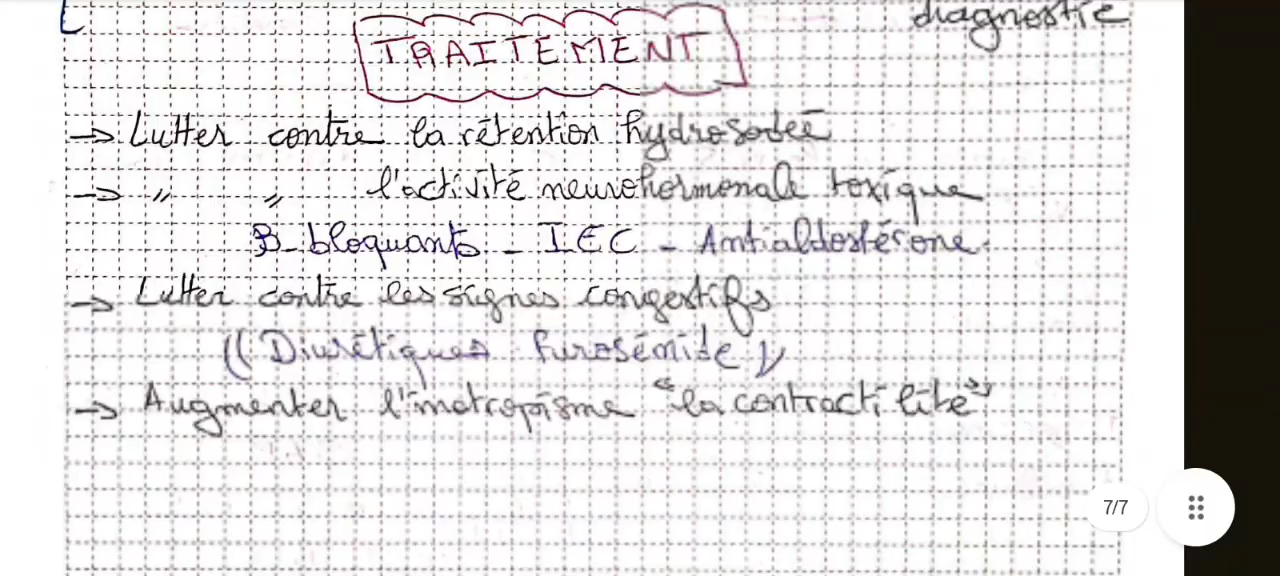 diagnostic
TRAITEMENT
→ Lutter contre la rétention hydrosodée
→ " " l'activité neurohormonale toxique
B-bloquants - IEC - Antialdostérone.
→ Lutter contre les signes congestifs
(( Diurétiques furosémide ))
→ Augmenter l'inotropisme "la contractilité"
7/7